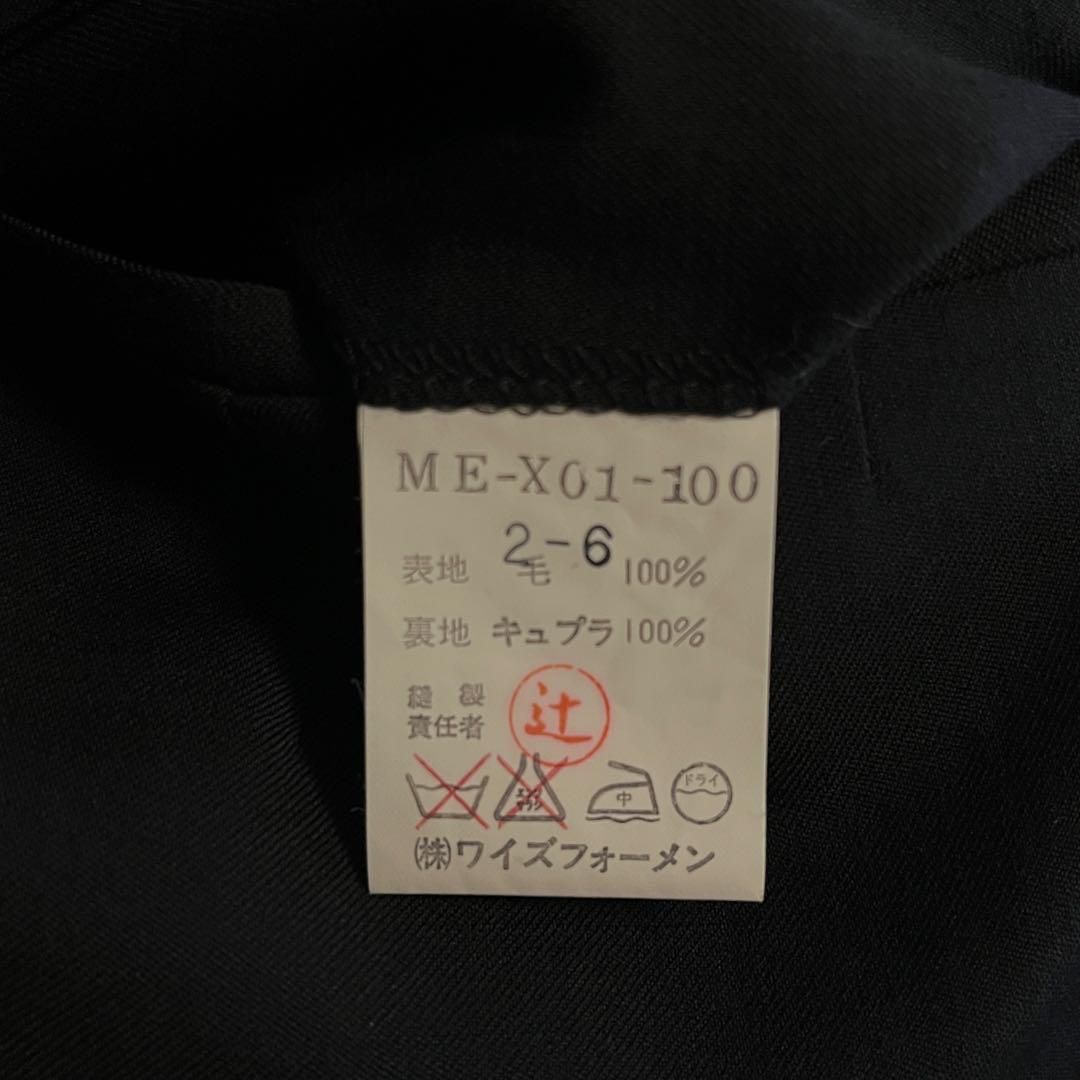 ME-X01-100
2-6
表地 毛 100%
裏地 キュプラ 100%
縫製
責任者 辻
中 ドライ
㈱ワイズフォーメン